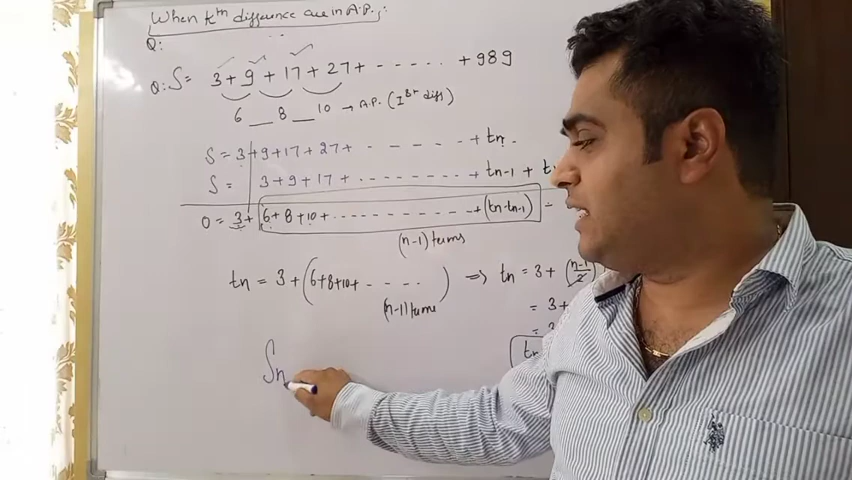 When Kth difference are in A.P.:
Q:
Q: S = 3 + 9 + 17 + 27 + - - - - - - + 989
6 __ 8 __ 10 → A.P. (Ist diff)
S = 3 + 9 + 17 + 27 + - - - - - + tn.
S = 3 + 9 + 17 + - - - - - - - - + tn-1 +
0 = 3 + 6 + 8 + 10 + - - - - - - - - - - + (tn-tn-1) -
(n-1) terms
tn = 3 + (6+8+10+ - - - - ) ⇒ tn = 3 + (n-1)/2
(n-1) terms = 3 +
=
tn
Sn